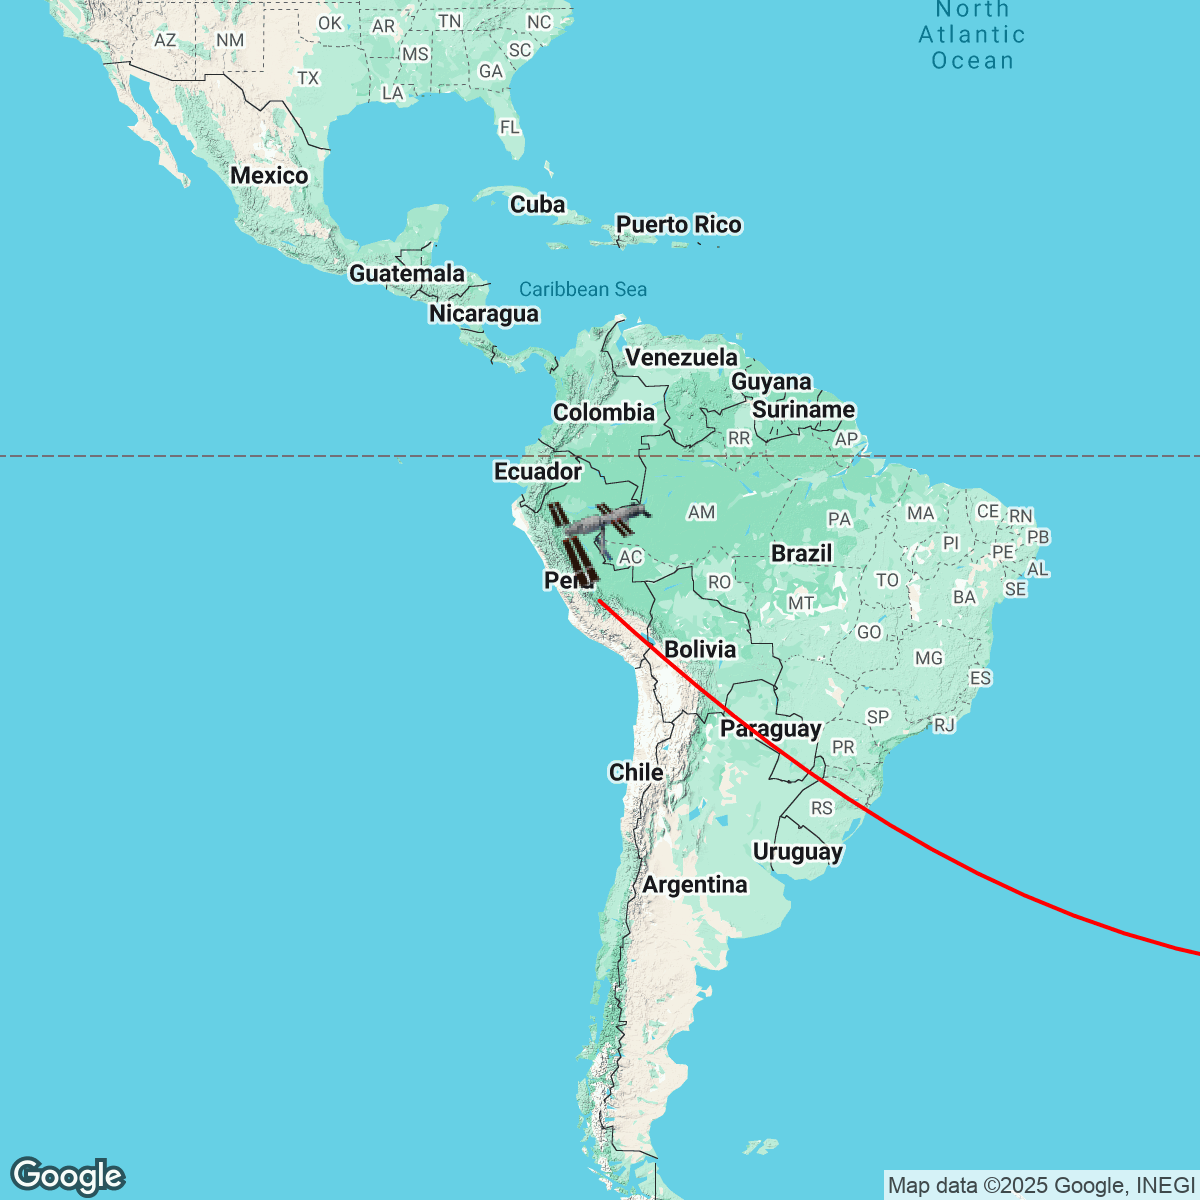 North
Atlantic
Ocean
OK
AR
TN
NC
AZ
NM
MS
SC
GA
TX
LA
FL
Mexico
Cuba
Puerto Rico
Guatemala
Caribbean Sea
Nicaragua
Venezuela
Guyana
Colombia
Suriname
RR
AP
Ecuador
AM
PA
MA
CE
RN
PB
PI
PE
AC
Brazil
AL
Peru
RO
TO
SE
BA
MT
GO
Bolivia
MG
ES
SP
RJ
Paraguay
PR
Chile
RS
Uruguay
Argentina
Google
Map data ©2025 Google, INEGI